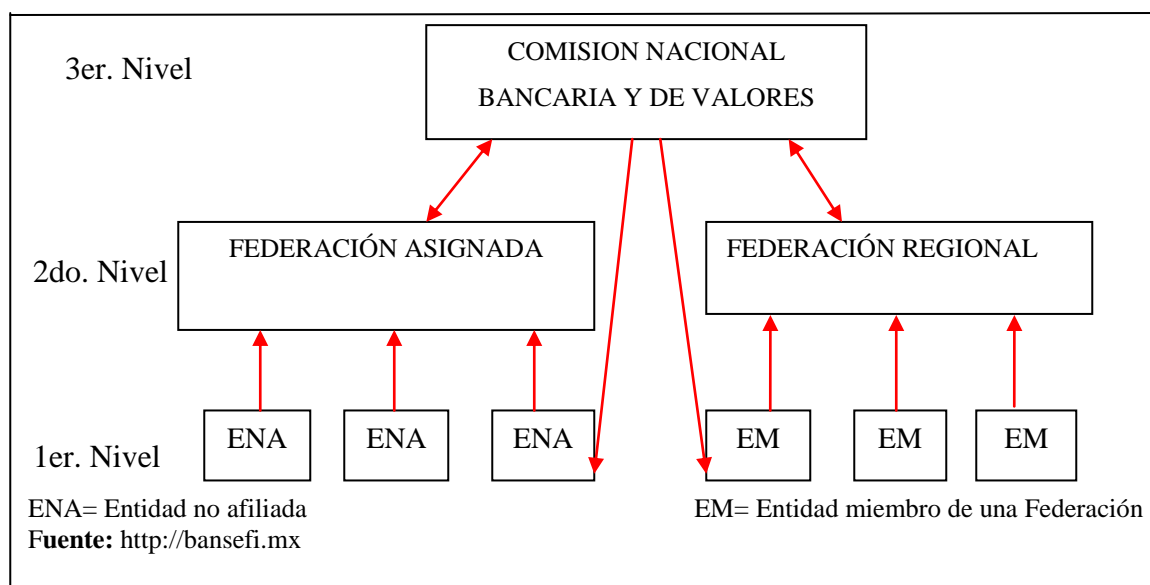 3er. Nivel
COMISION NACIONAL
BANCARIA Y DE VALORES
2do. Nivel
FEDERACIÓN ASIGNADA
FEDERACIÓN REGIONAL
1er. Nivel
ENA
ENA
ENA
EM
EM
EM
ENA= Entidad no afiliada
EM= Entidad miembro de una Federación
Fuente: http://bansefi.mx